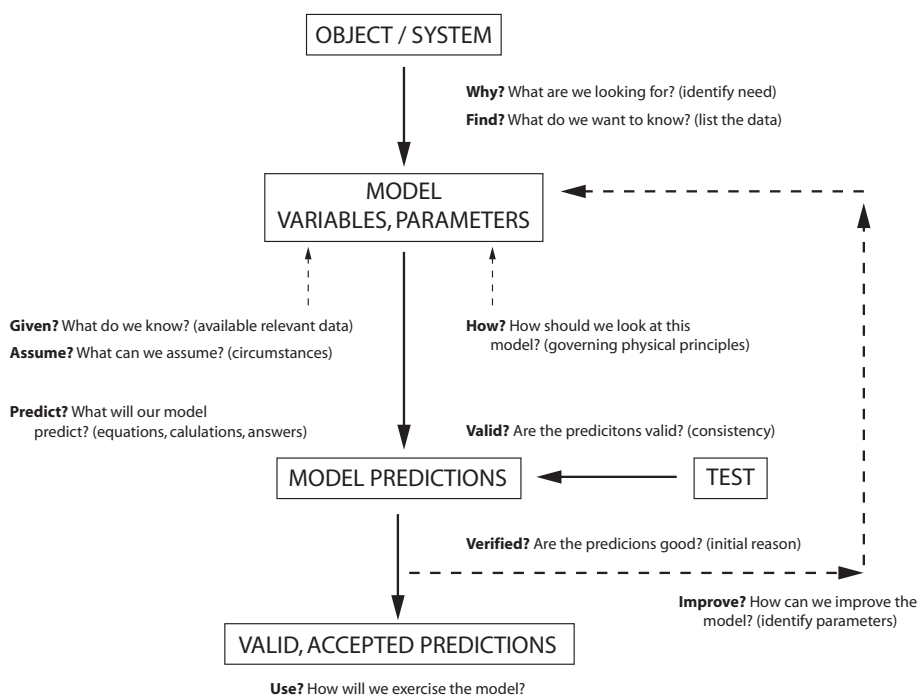 OBJECT / SYSTEM
Why? What are we looking for? (identify need)
Find? What do we want to know? (list the data)
MODEL
VARIABLES, PARAMETERS
Given? What do we know? (available relevant data)
Assume? What can we assume? (circumstances)
How? How should we look at this
model? (governing physical principles)
Predict? What will our model
predict? (equations, calulations, answers)
Valid? Are the predicitons valid? (consistency)
MODEL PREDICTIONS
TEST
Verified? Are the predicions good? (initial reason)
Improve? How can we improve the
model? (identify parameters)
VALID, ACCEPTED PREDICTIONS
Use? How will we exercise the model?